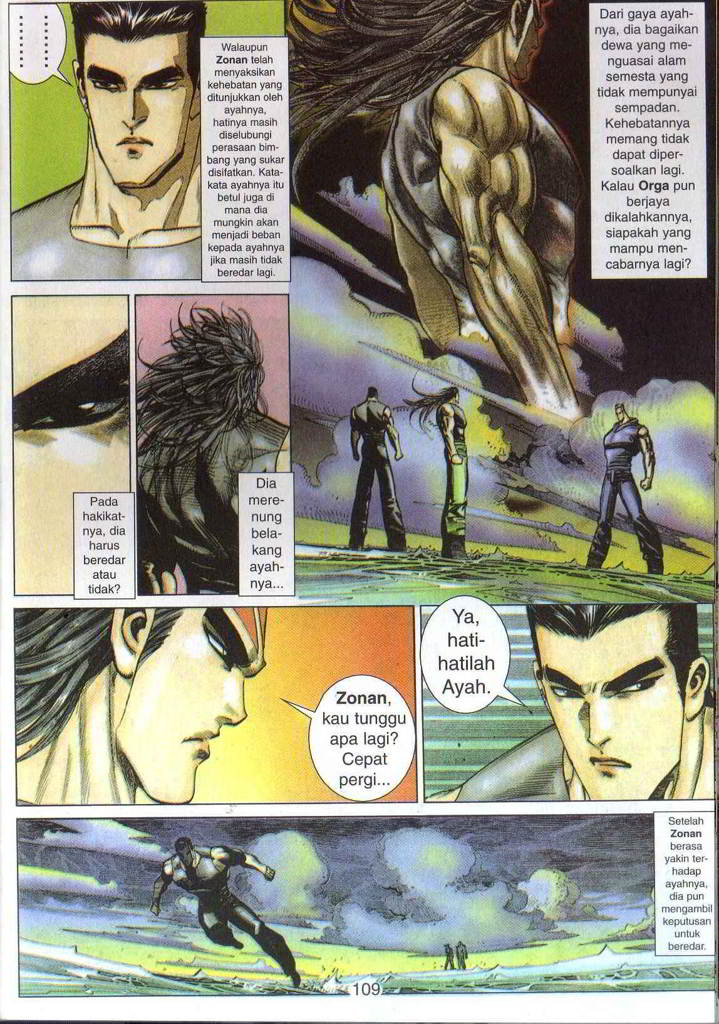 Walaupun
Zonan telah
menyaksikan
kehebatan yang
ditunjukkan oleh
ayahnya,
hatinya masih
diselubungi
perasaan bim-
bang yang sukar
disifatkan. Kata-
kata ayahnya itu
betul juga di
mana dia
mungkin akan
menjadi beban
kepada ayahnya
jika masih tidak
beredar lagi.
Dari gaya ayah-
nya, dia bagaikan
dewa yang me-
nguasai alam
semesta yang
tidak mempunyai
sempadan.
Kehebatannya
memang tidak
dapat diper-
soalkan lagi.
Kalau Orga pun
berjaya
dikalahkannya,
siapakah yang
mampu men-
cabarnya lagi?
Pada
hakikat-
nya, dia
harus
beredar
atau
tidak?
Dia
mere-
nung
bela-
kang
ayah-
nya...
Zonan,
kau tunggu
apa lagi?
Cepat
pergi...
Ya,
hati-
hatilah
Ayah.
Setelah
Zonan
berasa
yakin ter-
hadap
ayahnya,
dia pun
mengambil
keputusan
untuk
beredar.
109